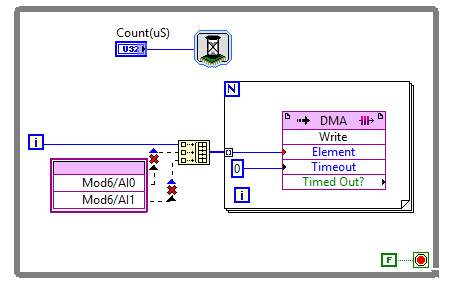 Count(uS)
U32
N
DMA
Write
i
Element
0
Timeout
Mod6/AI0
i
Timed Out?
Mod6/AI1
F